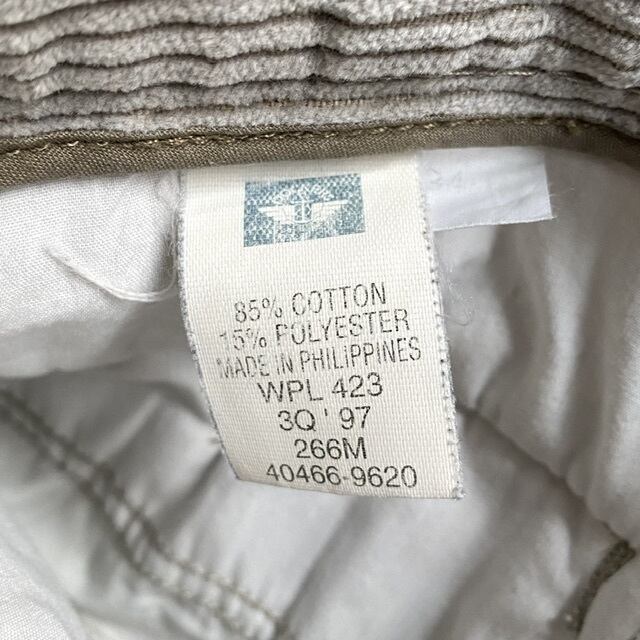 85% COTTON
15% POLYESTER
MADE IN PHILIPPINES
WPL 423
3Q ' 97
266M
40466-9620